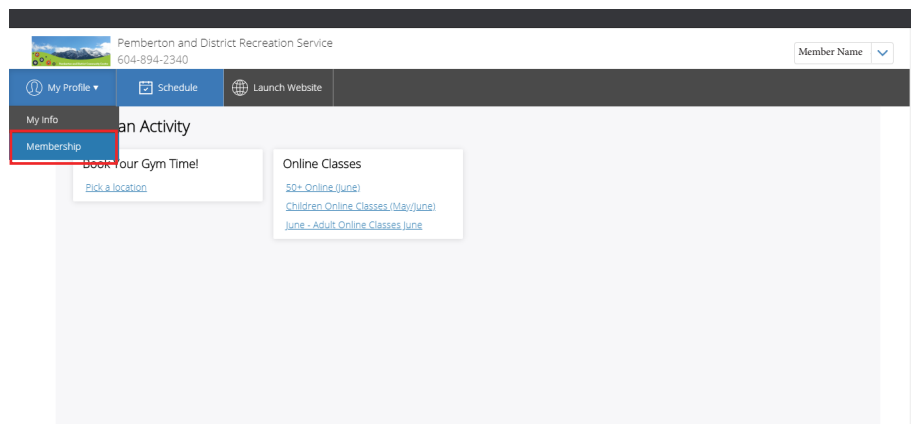 Pemberton and District Recreation Service
604-894-2340
Member Name
My Profile ▾
Schedule
Launch Website
My Info
Membership
an Activity
Book Your Gym Time!
Pick a location
Online Classes
50+ Online (June)
Children Online Classes (May/June)
June - Adult Online Classes June